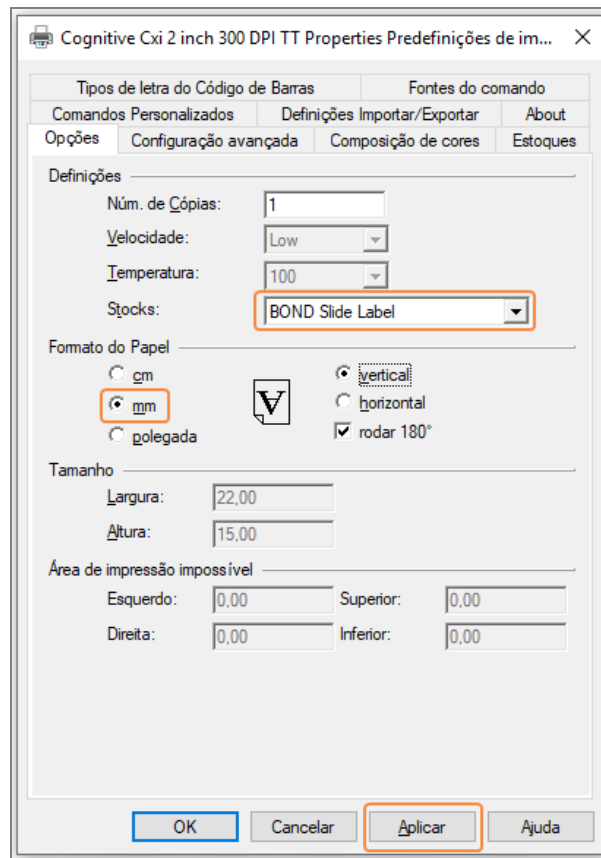 Cognitive Cxi 2 inch 300 DPI TT Properties Predefinições de im...
Tipos de letra do Código de Barras Fontes do comando
Comandos Personalizados Definições Importar/Exportar About
Opções Configuração avançada Composição de cores Estoques
Definições
Núm. de Cópias: 1
Velocidade: Low
Temperatura: 100
Stocks: BOND Slide Label
Formato do Papel
cm vertical
mm A horizontal
polegada rodar 180°
Tamanho
Largura: 22,00
Altura: 15,00
Área de impressão impossível
Esquerdo: 0,00 Superior: 0,00
Direita: 0,00 Inferior: 0,00
OK Cancelar Aplicar Ajuda